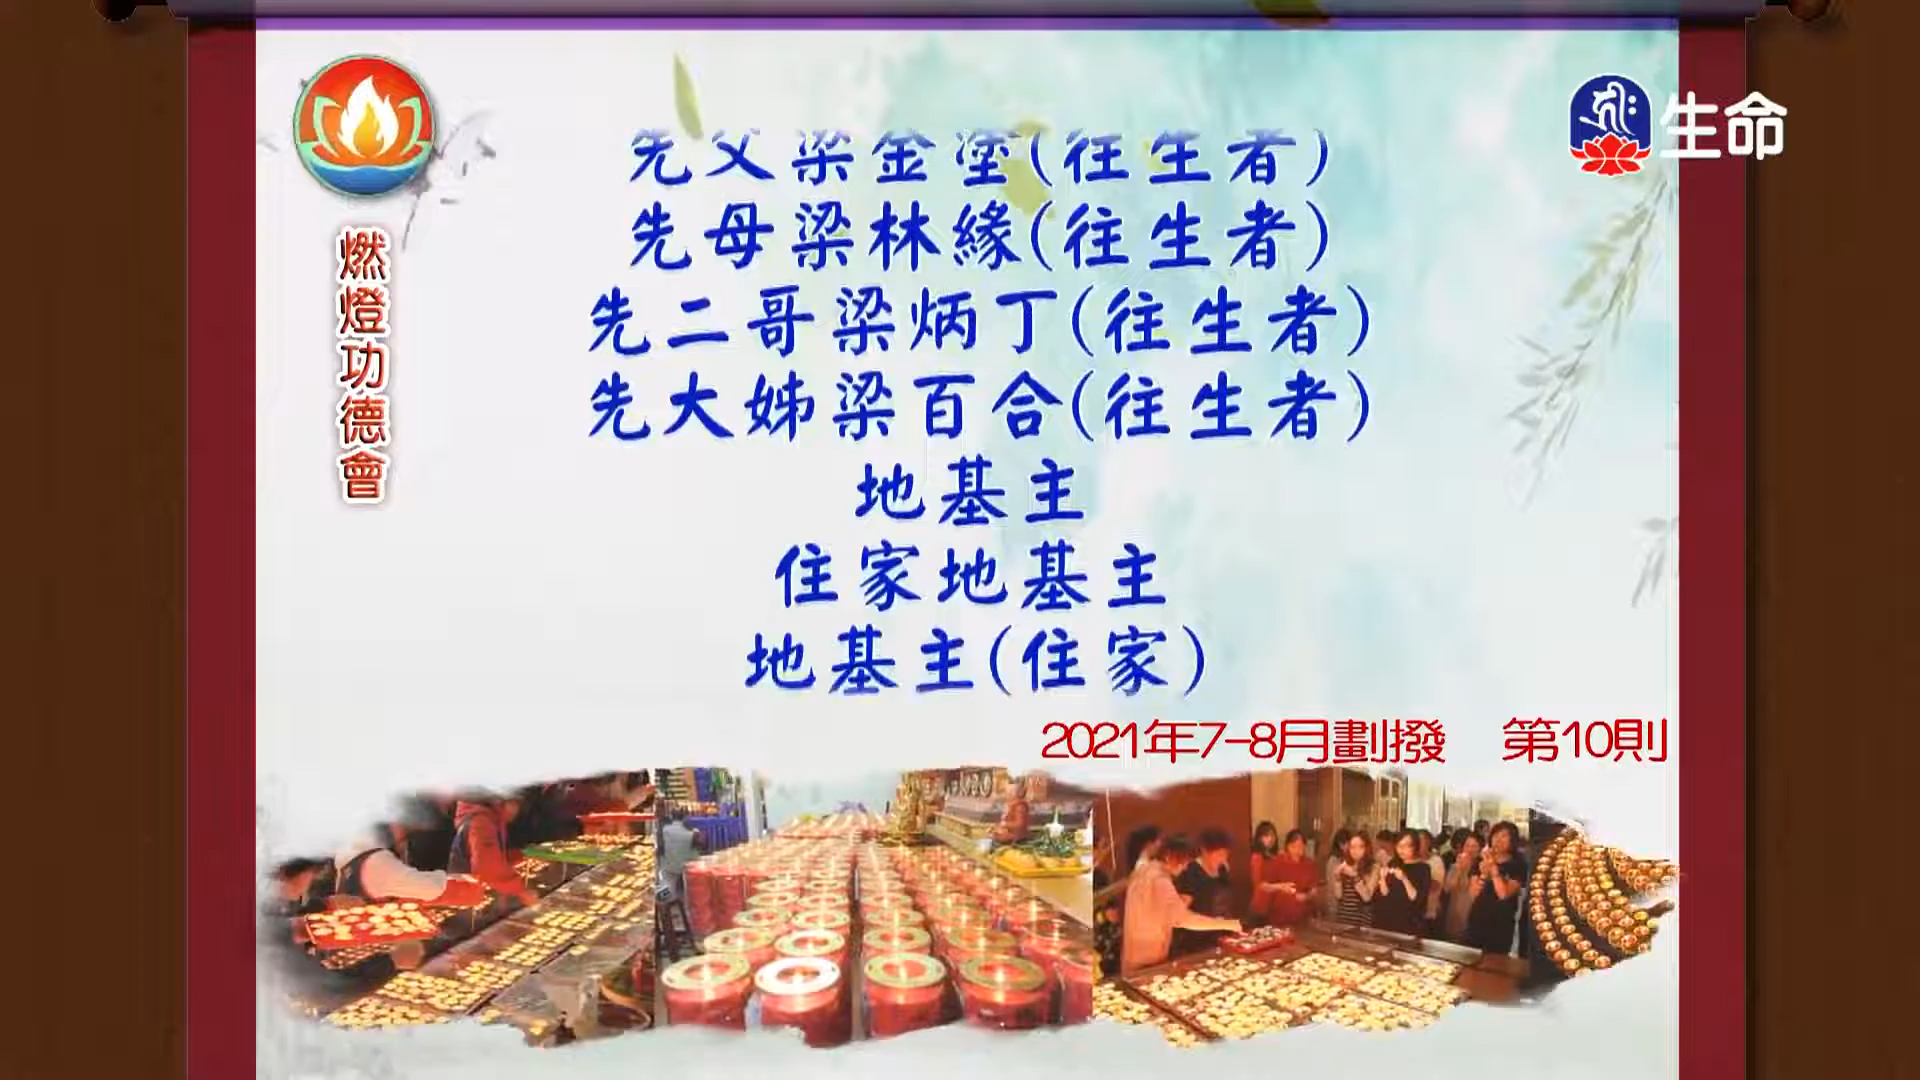 生命
燃燈功德會
先父梁金塗(往生者)
先母梁林緣(往生者)
先二哥梁炳丁(往生者)
先大姊梁百合(往生者)
地基主
住家地基主
地基主(住家)
2021年7-8月劃撥 第10則